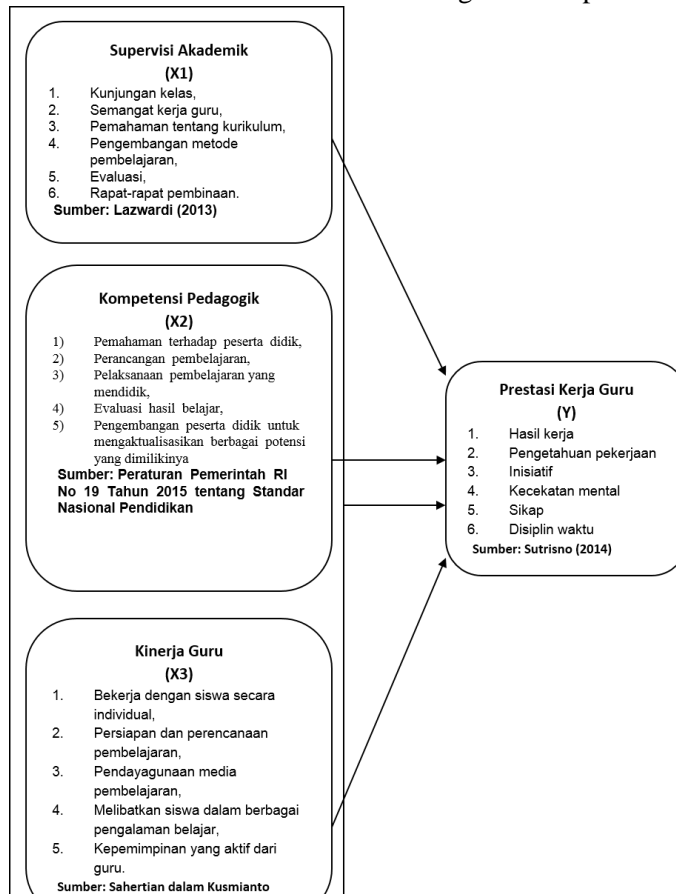 Supervisi Akademik
(X1)
1. Kunjungan kelas,
2. Semangat kerja guru,
3. Pemahaman tentang kurikulum,
4. Pengembangan metode
pembelajaran,
5. Evaluasi,
6. Rapat-rapat pembinaan.
Sumber: Lazwardi (2013)
Kompetensi Pedagogik
(X2)
1) Pemahaman terhadap peserta didik,
2) Perancangan pembelajaran,
3) Pelaksanaan pembelajaran yang
mendidik,
4) Evaluasi hasil belajar,
5) Pengembangan peserta didik untuk
mengaktualisasikan berbagai potensi
yang dimilikinya
Sumber: Peraturan Pemerintah RI
No 19 Tahun 2015 tentang Standar
Nasional Pendidikan
Kinerja Guru
(X3)
1. Bekerja dengan siswa secara
individual,
2. Persiapan dan perencanaan
pembelajaran,
3. Pendayagunaan media
pembelajaran,
4. Melibatkan siswa dalam berbagai
pengalaman belajar,
5. Kepemimpinan yang aktif dari
guru.
Sumber: Sahertian dalam Kusmianto
Prestasi Kerja Guru
(Y)
1. Hasil kerja
2. Pengetahuan pekerjaan
3. Inisiatif
4. Kecekatan mental
5. Sikap
6. Disiplin waktu
Sumber: Sutrisno (2014)